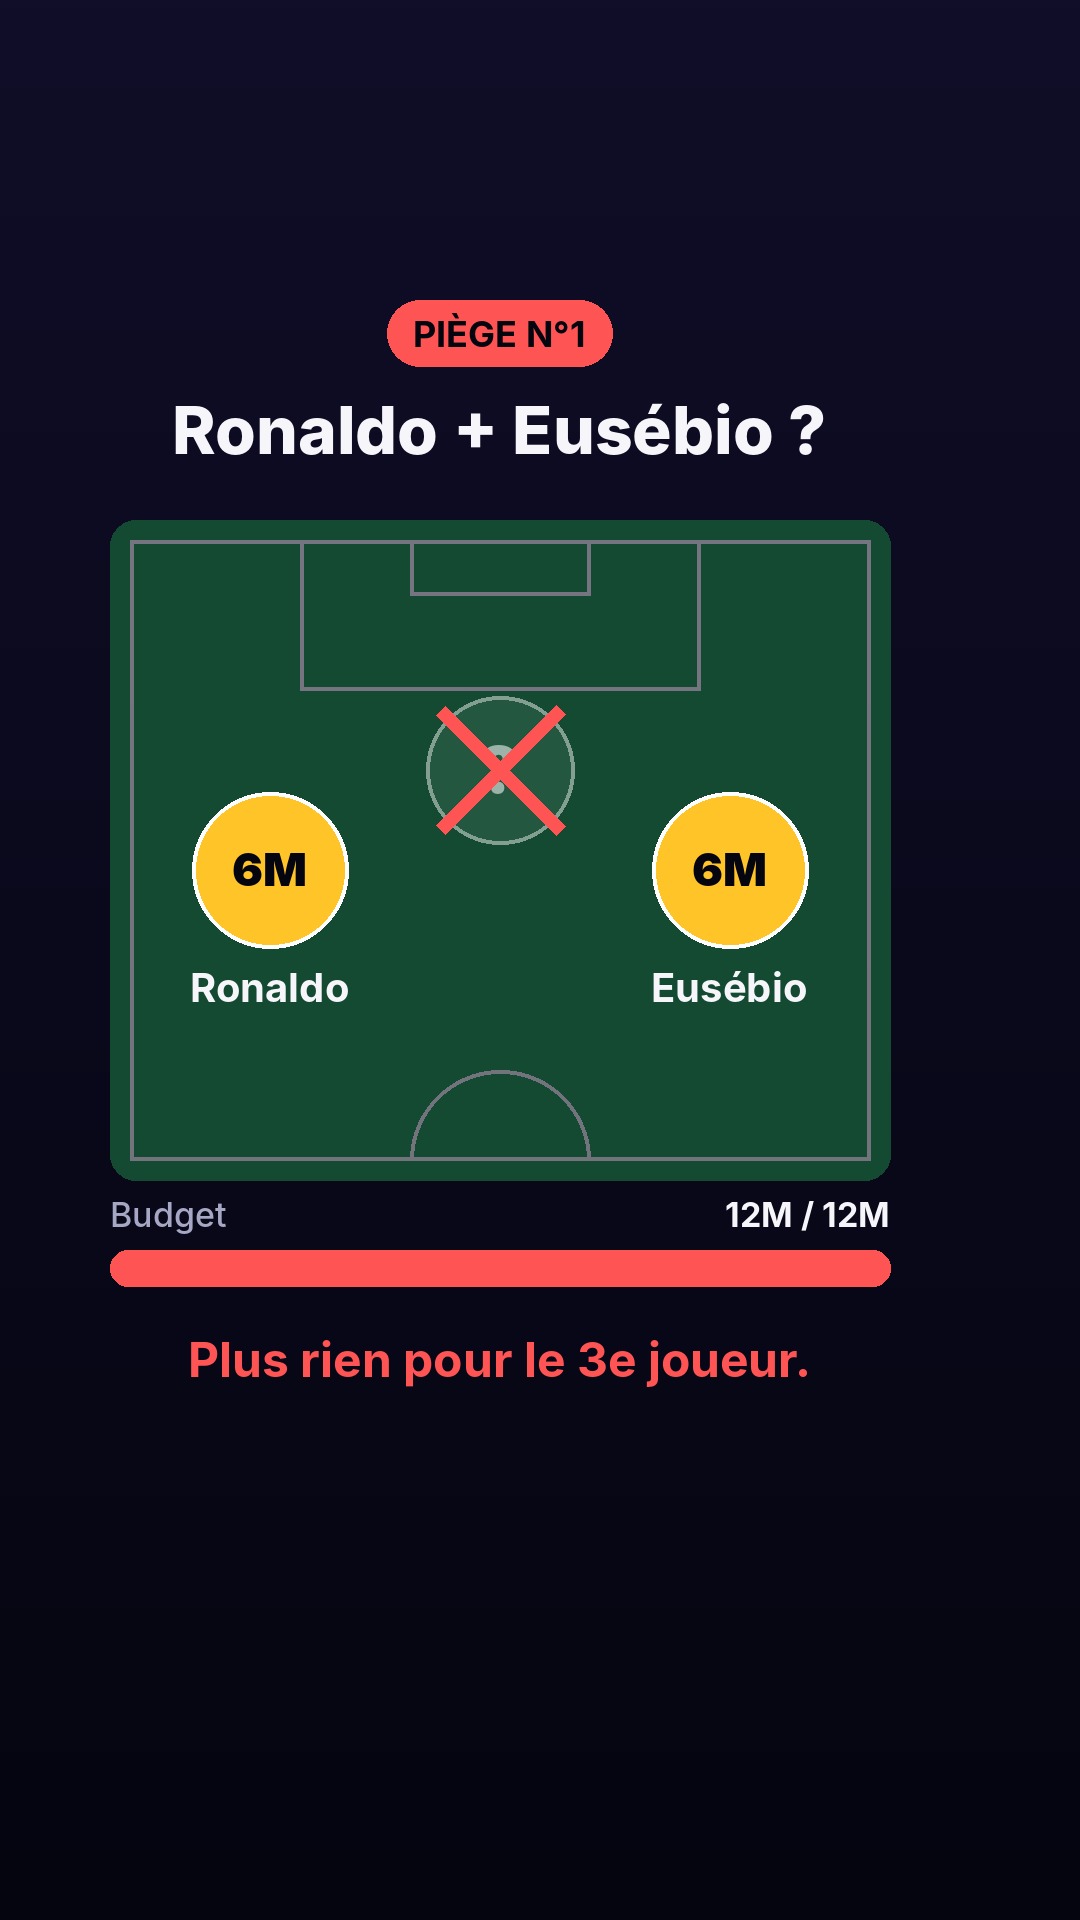 PIÈGE N°1
Ronaldo + Eusébio ?
?
6M
6M
Ronaldo
Eusébio
Budget
12M / 12M
Plus rien pour le 3e joueur.